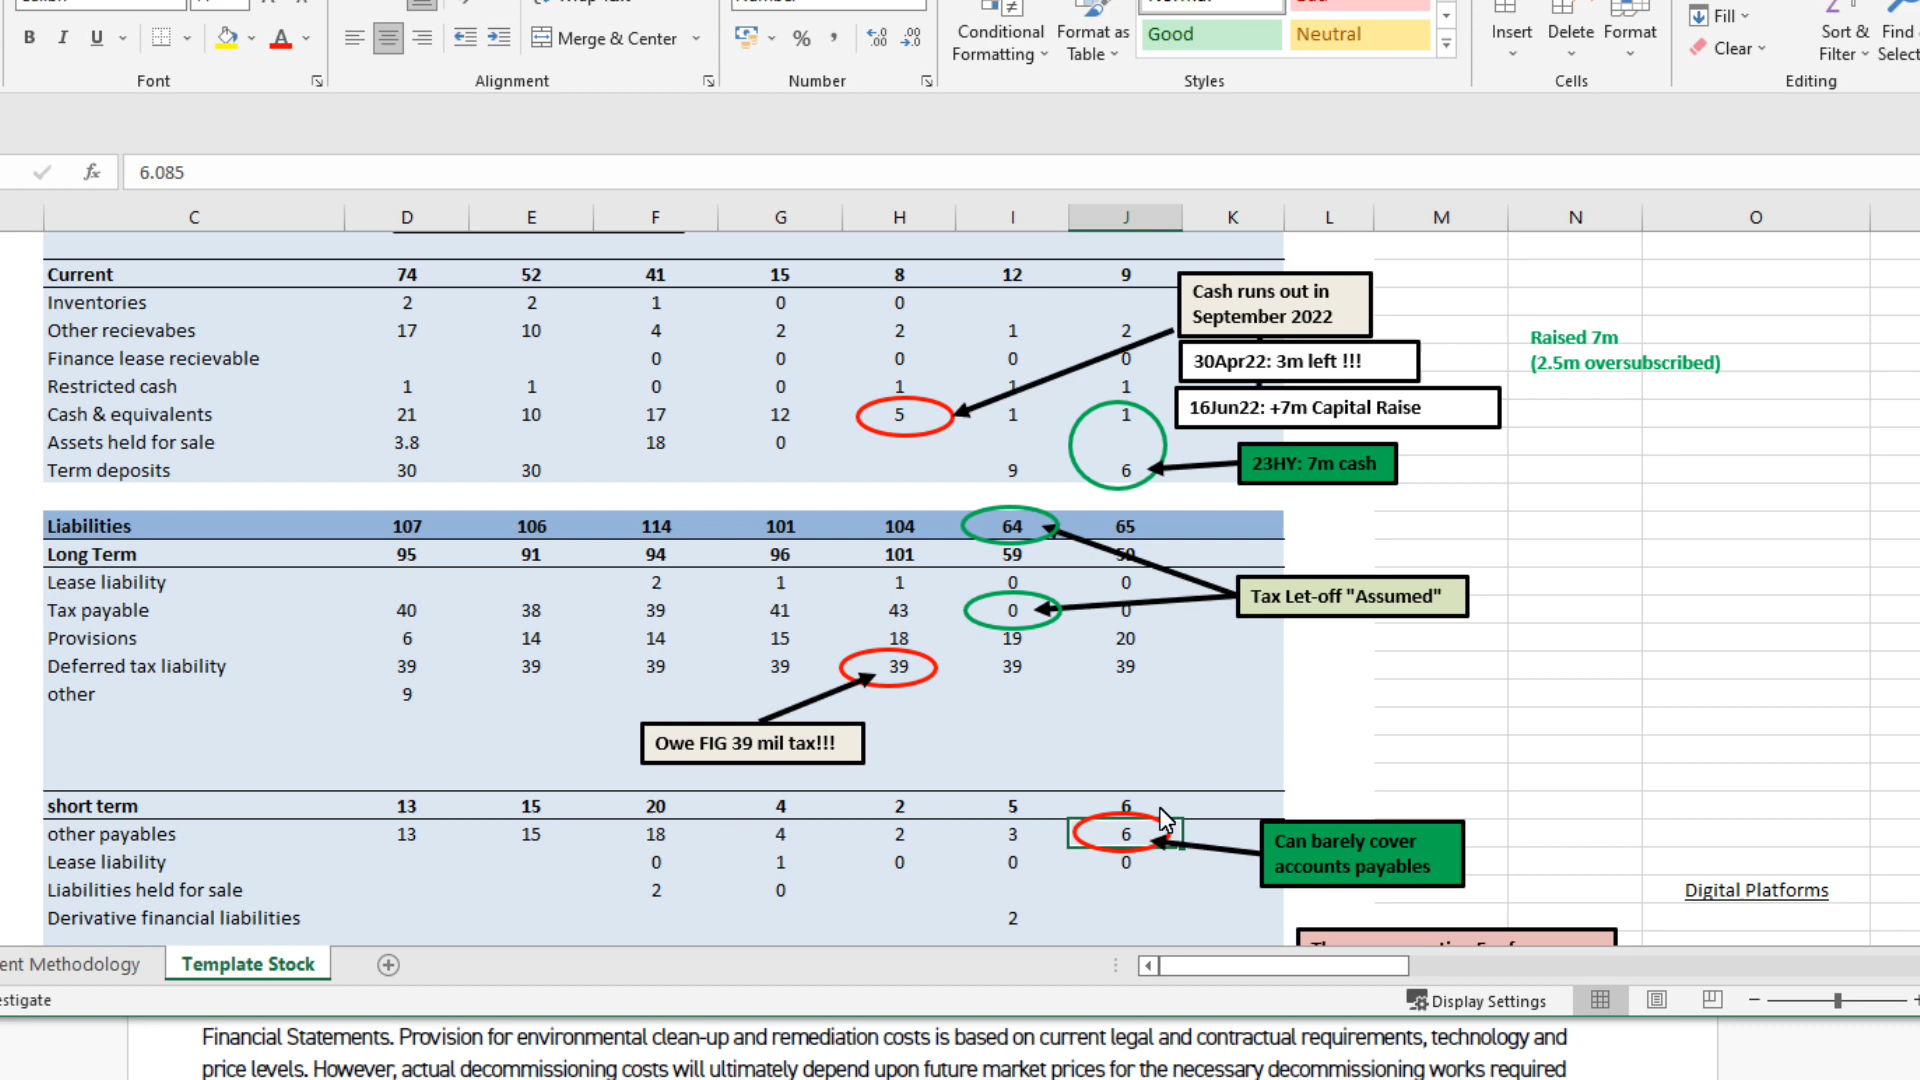 B I U % , Merge & Center
Conditional Formatting Format as Table
Good Neutral
Insert Delete Format
Fill
Clear
Sort & Filter Find Select
Font Alignment Number Styles Cells Editing
fx 6.085
C D E F G H I J K L M N O
Current 74 52 41 15 8 12 9
Inventories 2 2 1 0 0
Other recievabes 17 10 4 2 2 1 2
Finance lease recievable 0 0 0 0 0
Restricted cash 1 1 0 0 1 1 1
Cash & equivalents 21 10 17 12 5 1 1
Assets held for sale 3.8 18 0
Term deposits 30 30 9 6
Cash runs out in
September 2022
30Apr22: 3m left !!!
16Jun22: +7m Capital Raise
23HY: 7m cash
Raised 7m
(2.5m oversubscribed)
Liabilities 107 106 114 101 104 64 65
Long Term 95 91 94 96 101 59 59
Lease liability 2 1 1 0 0
Tax payable 40 38 39 41 43 0 0
Provisions 6 14 14 15 18 19 20
Deferred tax liability 39 39 39 39 39 39 39
other 9
Tax Let-off "Assumed"
Owe FIG 39 mil tax!!!
short term 13 15 20 4 2 5 6
other payables 13 15 18 4 2 3 6
Lease liability 0 1 0 0 0
Liabilities held for sale 2 0
Derivative financial liabilities 2
Can barely cover
accounts payables
Digital Platforms
ent Methodology Template Stock
estigate Display Settings
Financial Statements. Provision for environmental clean-up and remediation costs is based on current legal and contractual requirements, technology and
price levels. However, actual decommissioning costs will ultimately depend upon future market prices for the necessary decommissioning works required